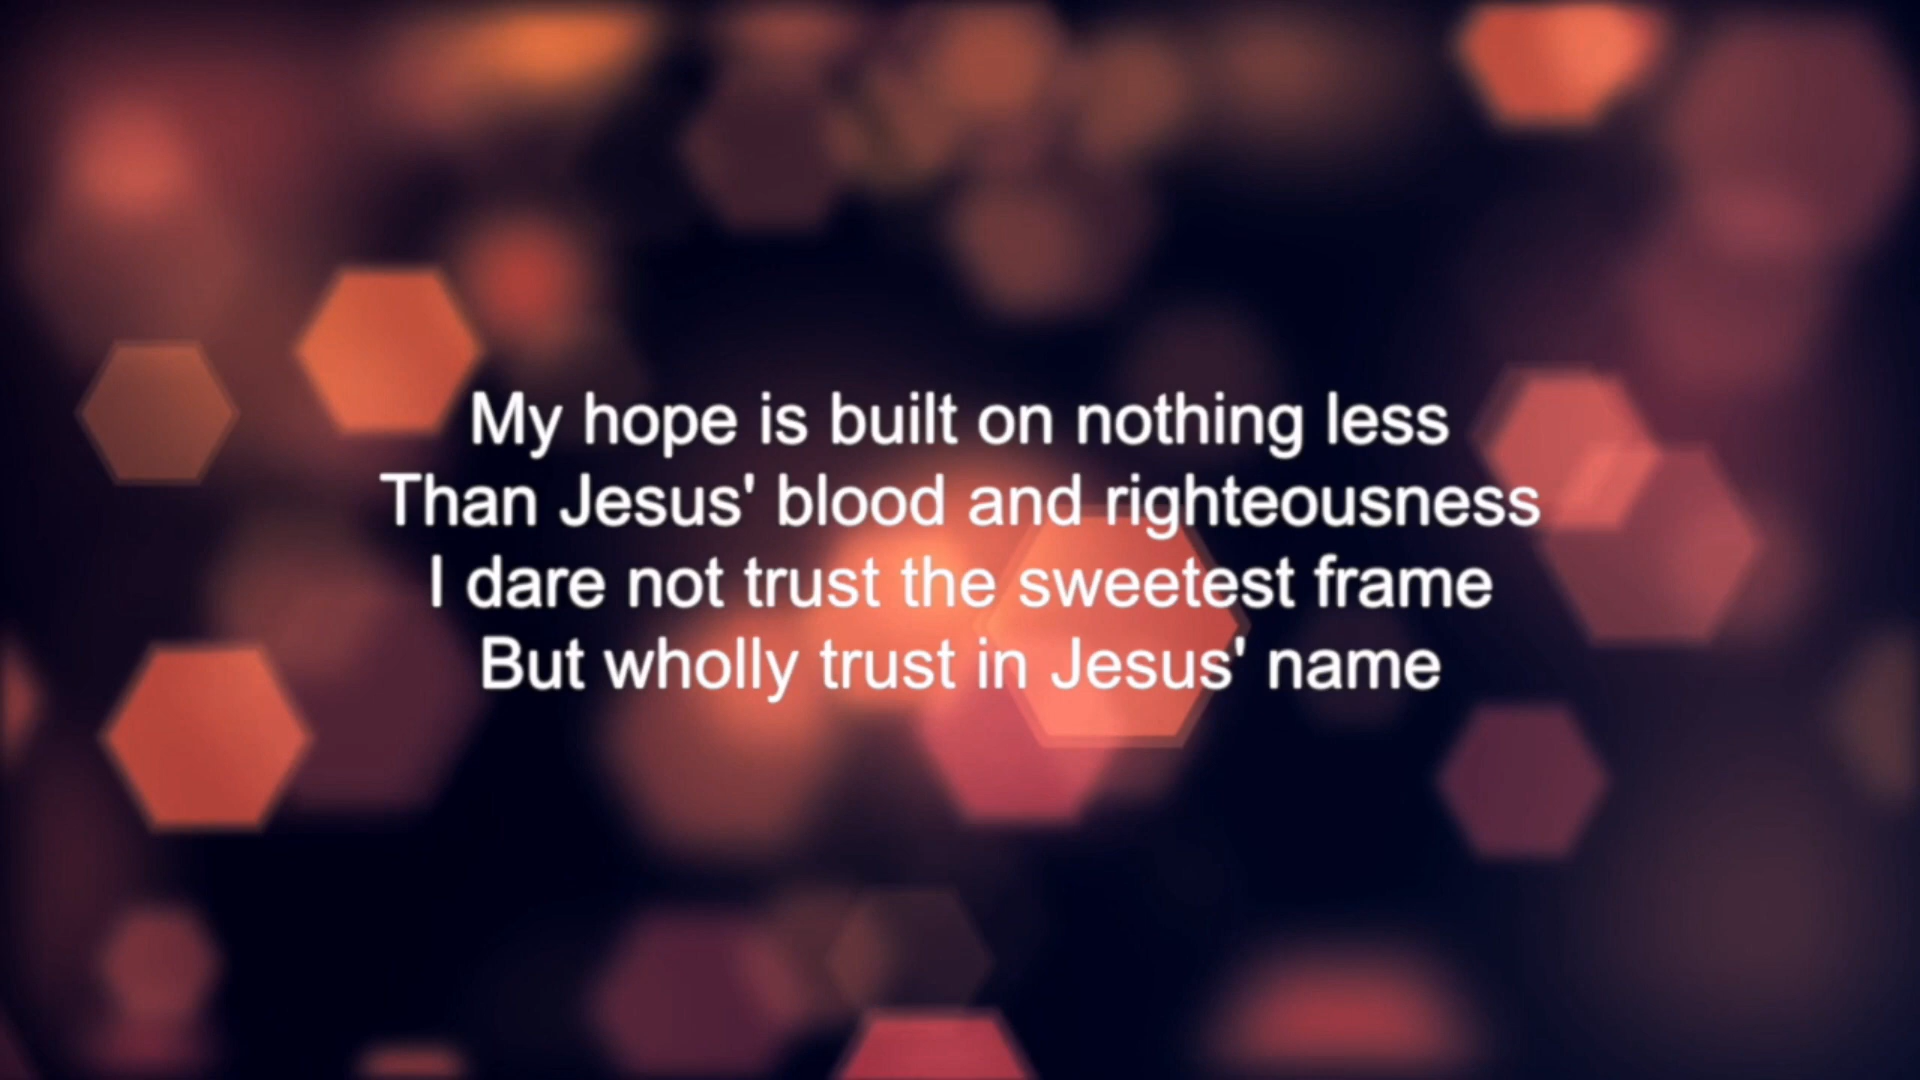 My hope is built on nothing less
Than Jesus' blood and righteousness
I dare not trust the sweetest frame
But wholly trust in Jesus' name